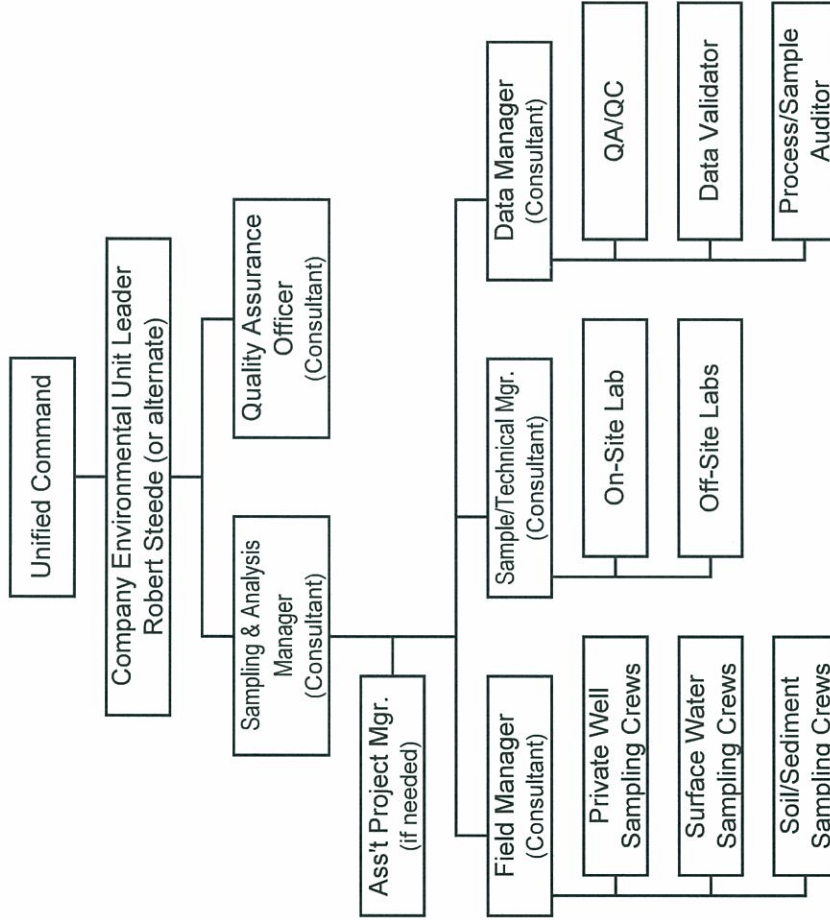 Unified Command
Company Environmental Unit Leader
Robert Steede (or alternate)
Sampling & Analysis
Manager
(Consultant)
Quality Assurance
Officer
(Consultant)
Ass't Project Mgr.
(if needed)
Field Manager
(Consultant)
Private Well
Sampling Crews
Surface Water
Sampling Crews
Soil/Sediment
Sampling Crews
Sample/Technical Mgr.
(Consultant)
On-Site Lab
Off-Site Labs
Data Manager
(Consultant)
QA/QC
Data Validator
Process/Sample
Auditor